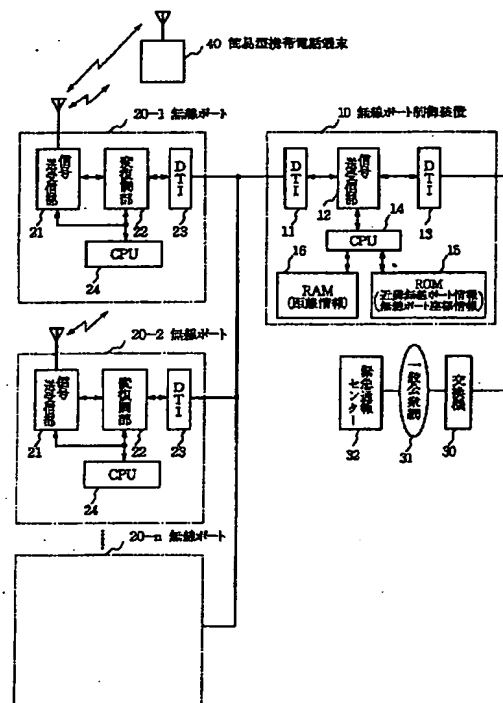 40 簡易型携帯電話端末
20-1 無線ポート
信号送受信部
21
変復調部
22
DTI
23
CPU
24
10 無線ポート制御装置
DTI
11
信号送受信部
12
DTI
13
CPU
14
16
RAM
(距離情報)
15
ROM
(近隣無線ポート情報
無線ポート座標情報)
20-2 無線ポート
信号送受信部
21
変復調部
22
DTI
23
CPU
24
緊急通報センター
32
一般公衆網
31
交換機
30
20-n 無線ポート